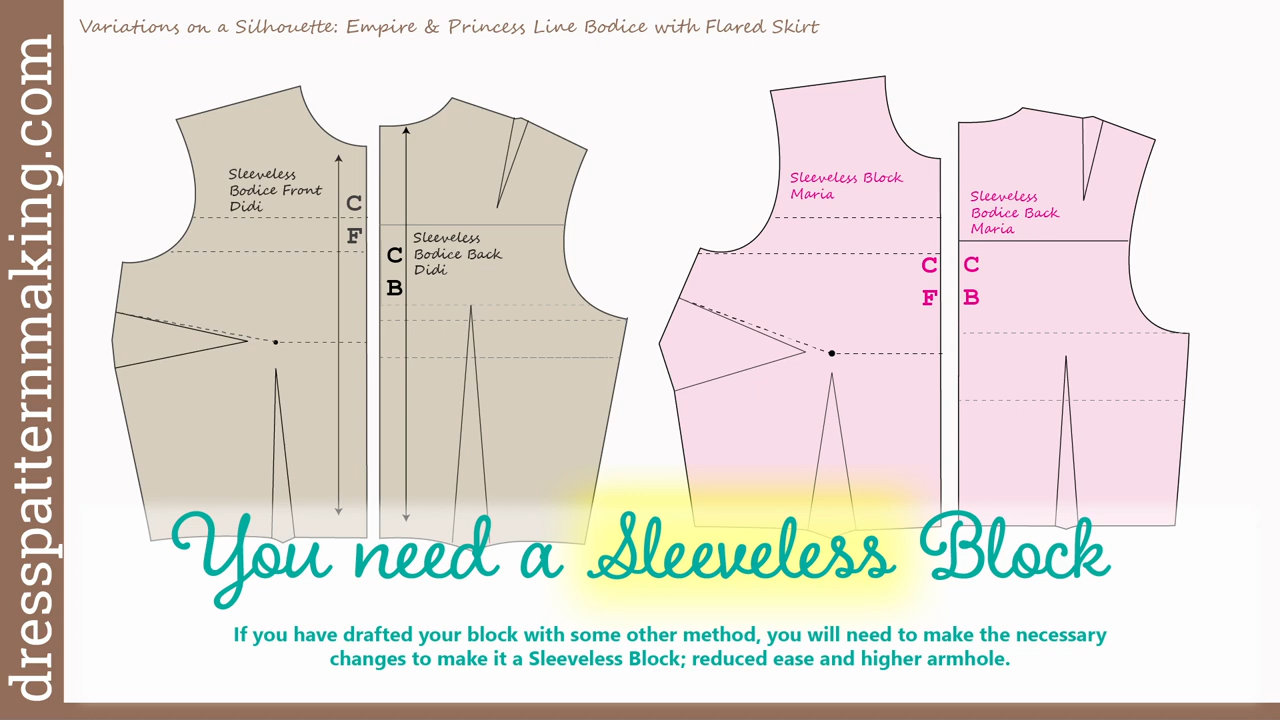 Variations on a Silhouette: Empire & Princess Line Bodice with Flared Skirt
dresspatternmaking.com
Sleeveless
Bodice Front
Didi
C
F
C
B
Sleeveless
Bodice Back
Didi
Sleeveless Block
Maria
C
F
Sleeveless
Bodice Back
Maria
C
B
You need a Sleeveless Block
If you have drafted your block with some other method, you will need to make the necessary
changes to make it a Sleeveless Block; reduced ease and higher armhole.